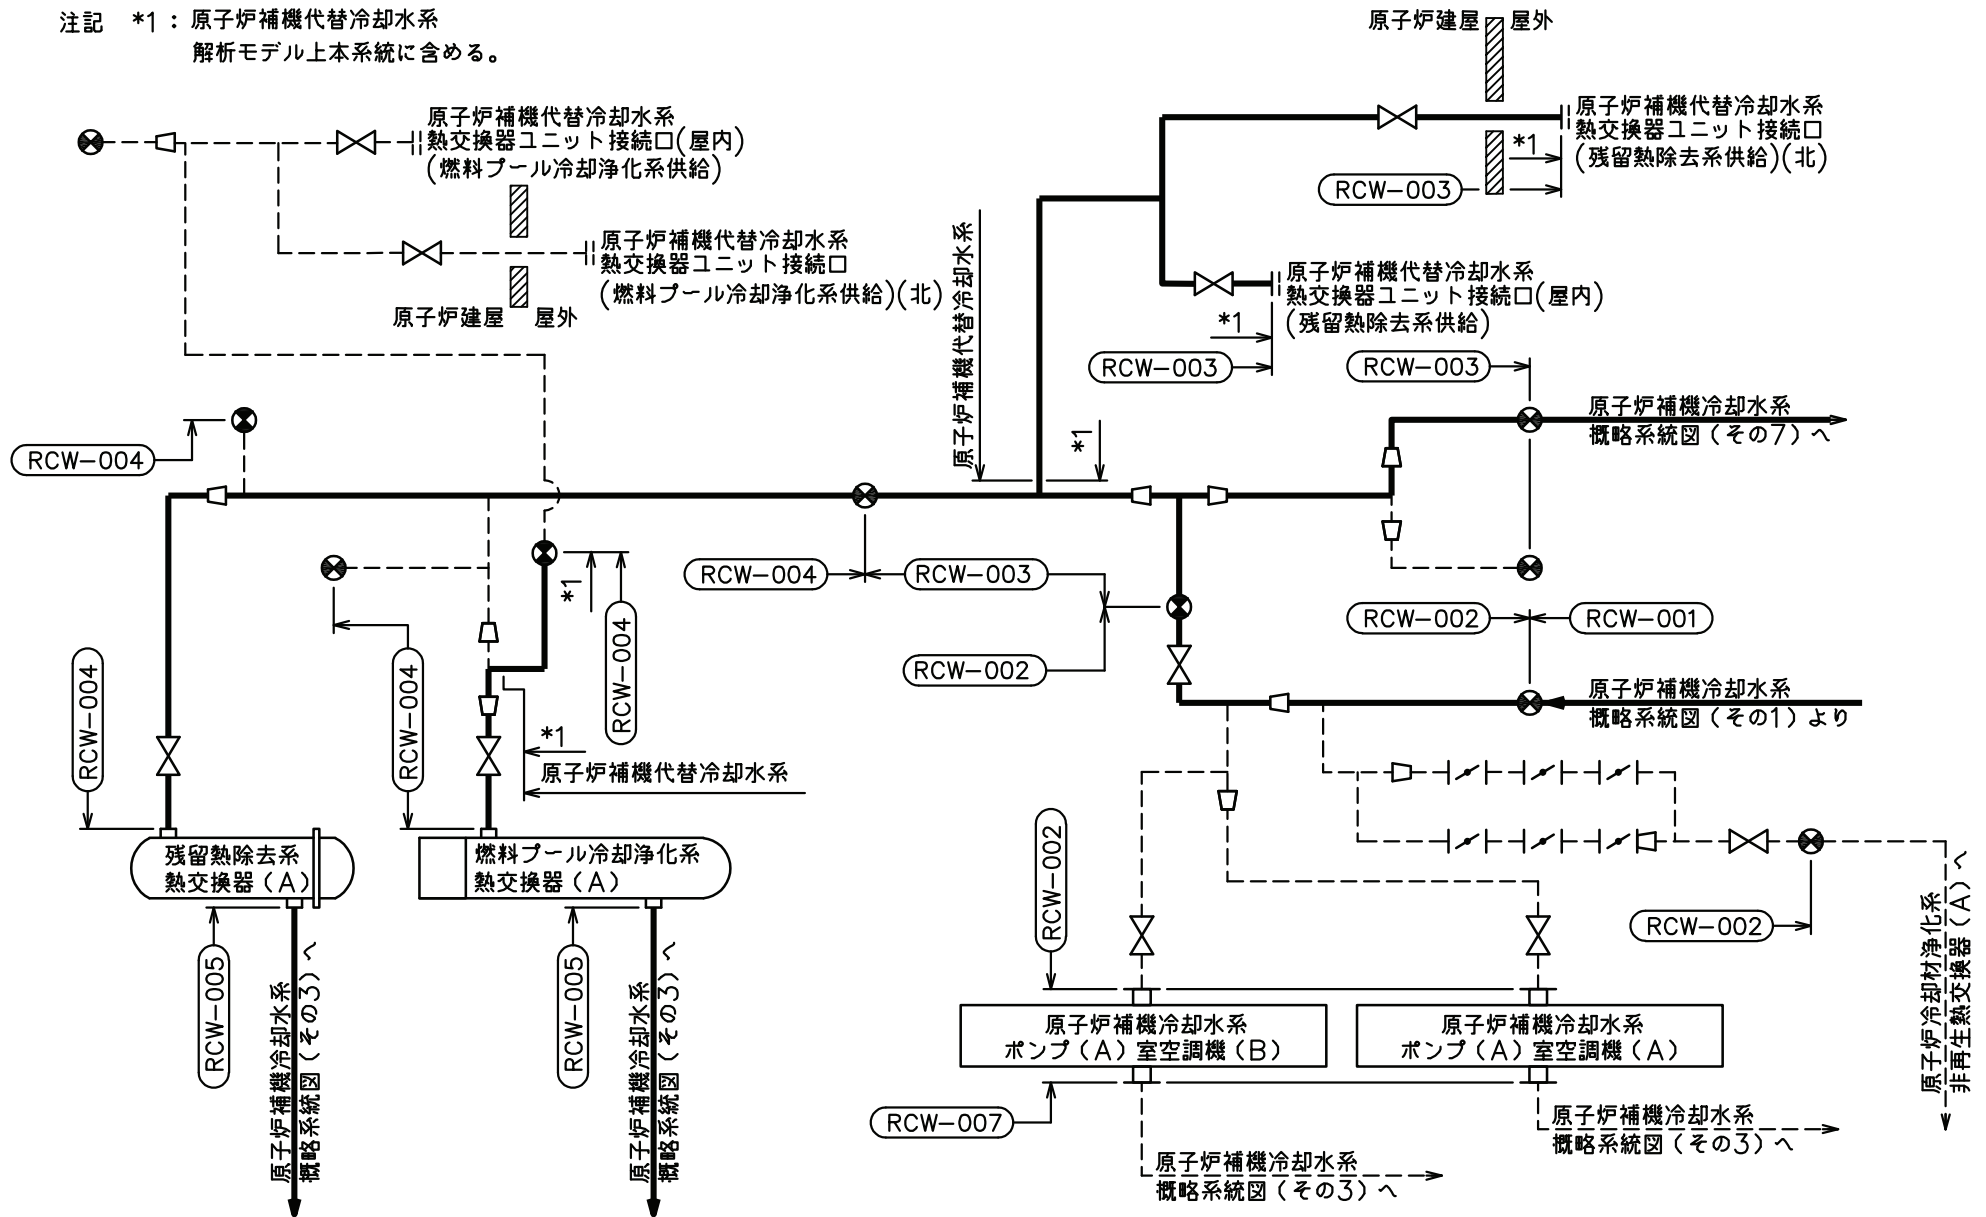 注記 *1 : 原子炉補機代替冷却水系
解析モデル上本系統に含める。
原子炉建屋 屋外
原子炉補機代替冷却水系
熱交換器ユニット接続口(屋内)
(燃料プール冷却浄化系供給)
原子炉補機代替冷却水系
熱交換器ユニット接続口
(残留熱除去系供給)(北)
*1
RCW-003
原子炉補機代替冷却水系
熱交換器ユニット接続口
(燃料プール冷却浄化系供給)(北)
原子炉建屋 屋外
原子炉補機代替冷却水系
原子炉補機代替冷却水系
熱交換器ユニット接続口(屋内)
(残留熱除去系供給)
*1
RCW-003
RCW-003
原子炉補機冷却水系
概略系統図(その7)へ
*1
RCW-004
RCW-004
RCW-003
*1
RCW-004
RCW-002
RCW-002
RCW-001
原子炉補機冷却水系
概略系統図(その1)より
RCW-004
RCW-004
*1
原子炉補機代替冷却水系
残留熱除去系
熱交換器(A)
燃料プール冷却浄化系
熱交換器(A)
RCW-002
RCW-002
原子炉冷却材浄化系
非再生熱交換器(A)へ
RCW-005
原子炉補機冷却水系
概略系統図(その3)へ
RCW-005
原子炉補機冷却水系
概略系統図(その3)へ
原子炉補機冷却水系
ポンプ(A)室空調機(B)
原子炉補機冷却水系
ポンプ(A)室空調機(A)
RCW-007
原子炉補機冷却水系
概略系統図(その3)へ
原子炉補機冷却水系
概略系統図(その3)へ